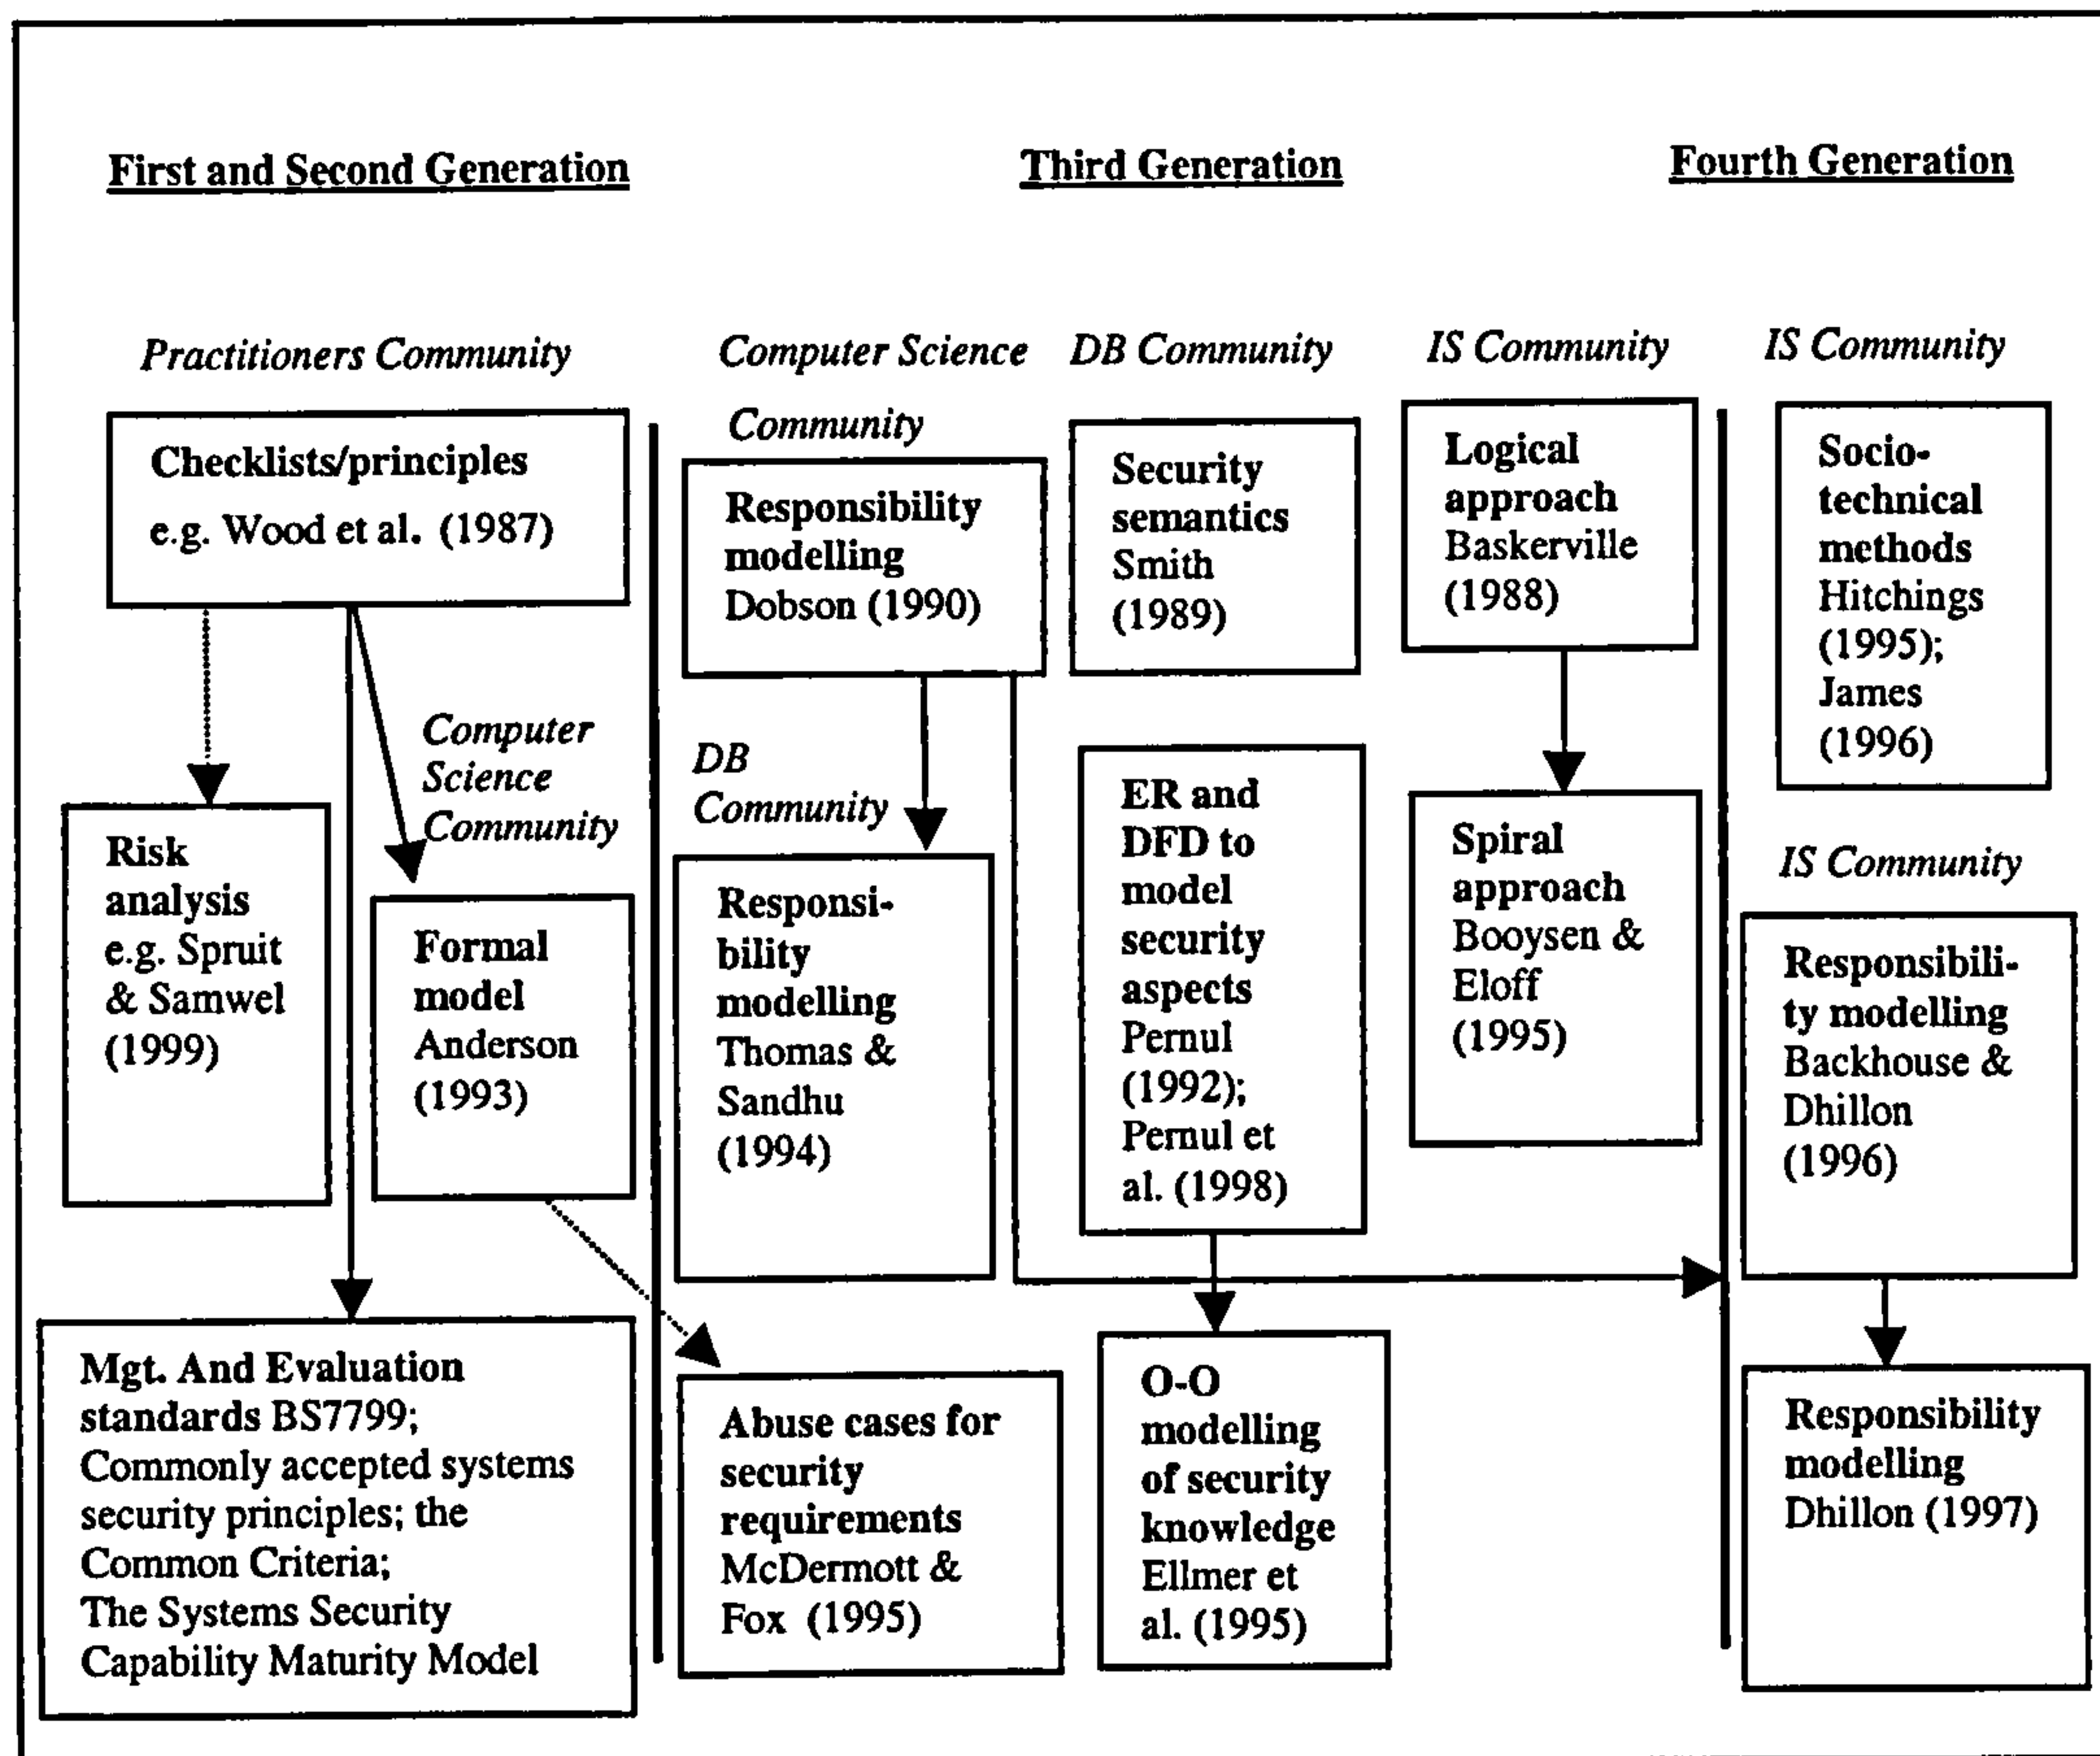 First and Second Generation
Third Generation
Fourth Generation
Practitioners Community
Checklists/principles
e.g. Wood et al. (1987)
Risk
analysis
e.g. Spruit
& Samwel
(1999)
Computer
Science
Community
Formal
model
Anderson
(1993)
Mgt. And Evaluation
standards BS7799;
Commonly accepted systems
security principles; the
Common Criteria;
The Systems Security
Capability Maturity Model
Computer Science
Community
Responsibility
modelling
Dobson (1990)
DB
Community
Responsi-
bility
modelling
Thomas &
Sandhu
(1994)
Abuse cases for
security
requirements
McDermott &
Fox (1995)
DB Community
Security
semantics
Smith
(1989)
ER and
DFD to
model
security
aspects
Pernul
(1992);
Pernul et
al. (1998)
O-O
modelling
of security
knowledge
Ellmer et
al. (1995)
IS Community
Logical
approach
Baskerville
(1988)
Spiral
approach
Booysen &
Eloff
(1995)
IS Community
Socio-
technical
methods
Hitchings
(1995);
James
(1996)
IS Community
Responsibili-
ty modelling
Backhouse &
Dhillon
(1996)
Responsibility
modelling
Dhillon (1997)